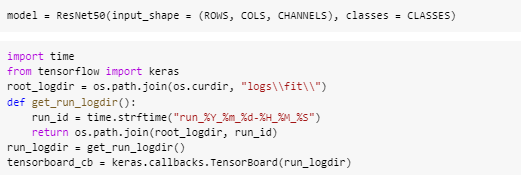 model = ResNet50(input_shape = (ROWS, COLS, CHANNELS), classes = CLASSES)
import time
from tensorflow import keras
root_logdir = os.path.join(os.curdir, "logs\\fit\\")
def get_run_logdir():
    run_id = time.strftime("run_%Y_%m_%d-%H_%M_%S")
    return os.path.join(root_logdir, run_id)
run_logdir = get_run_logdir()
tensorboard_cb = keras.callbacks.TensorBoard(run_logdir)